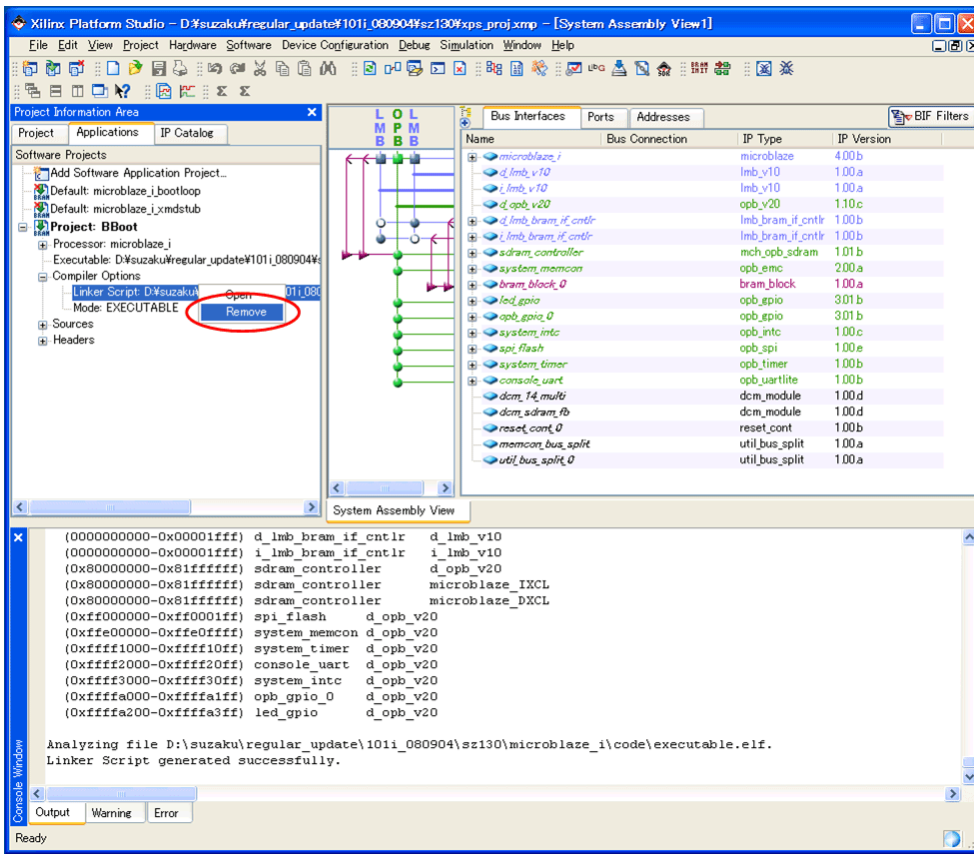 Xilinx Platform Studio - D:¥suzaku¥regular_update¥101i_080904¥sz130¥xps_proj.xmp - [System Assembly View1]
File Edit View Project Hardware Software Device Configuration Debug Simulation Window Help
Project Information Area
Project Applications IP Catalog
Software Projects
Add Software Application Project...
Default: microblaze_i_bootloop
Default: microblaze_i_xmdstub
Project: BBoot
Processor: microblaze_i
Executable: D:¥suzaku¥regular_update¥101i_080904¥s
Compiler Options
Linker Script: D:¥suzaku¥ 01i_080
Open
Mode: EXECUTABLE
Remove
Sources
Headers
L O L
M P M
B B B
Bus Interfaces Ports Addresses
BIF Filters
Name Bus Connection IP Type IP Version
microblaze_i microblaze 4.00.b
d_lmb_v10 lmb_v10 1.00.a
i_lmb_v10 lmb_v10 1.00.a
d_opb_v20 opb_v20 1.10.c
d_lmb_bram_if_cntlr lmb_bram_if_cntlr 1.00.b
i_lmb_bram_if_cntlr lmb_bram_if_cntlr 1.00.b
sdram_controller mch_opb_sdram 1.01.b
system_memcon opb_emc 2.00.a
bram_block_0 bram_block 1.00.a
led_gpio opb_gpio 3.01.b
opb_gpio_0 opb_gpio 3.01.b
system_intc opb_intc 1.00.c
spi_flash opb_spi 1.00.e
system_timer opb_timer 1.00.b
console_uart opb_uartlite 1.00.b
dcm_14_multi dcm_module 1.00.d
dcm_sdram_fb dcm_module 1.00.d
reset_cont_0 reset_cont 1.00.b
memcon_bus_split util_bus_split 1.00.a
util_bus_split_0 util_bus_split 1.00.a
System Assembly View
(0000000000-0x00001fff) d_lmb_bram_if_cntlr d_lmb_v10
(0000000000-0x00001fff) i_lmb_bram_if_cntlr i_lmb_v10
(0x80000000-0x81ffffff) sdram_controller d_opb_v20
(0x80000000-0x81ffffff) sdram_controller microblaze_IXCL
(0x80000000-0x81ffffff) sdram_controller microblaze_DXCL
(0xff000000-0xff0001ff) spi_flash d_opb_v20
(0xffe00000-0xffe0ffff) system_memcon d_opb_v20
(0xffff1000-0xffff10ff) system_timer d_opb_v20
(0xffff2000-0xffff20ff) console_uart d_opb_v20
(0xffff3000-0xffff30ff) system_intc d_opb_v20
(0xffffa000-0xffffa1ff) opb_gpio_0 d_opb_v20
(0xffffa200-0xffffa3ff) led_gpio d_opb_v20
Analyzing file D:\suzaku\regular_update\101i_080904\sz130\microblaze_i\code\executable.elf.
Linker Script generated successfully.
Console Window
Output Warning Error
Ready